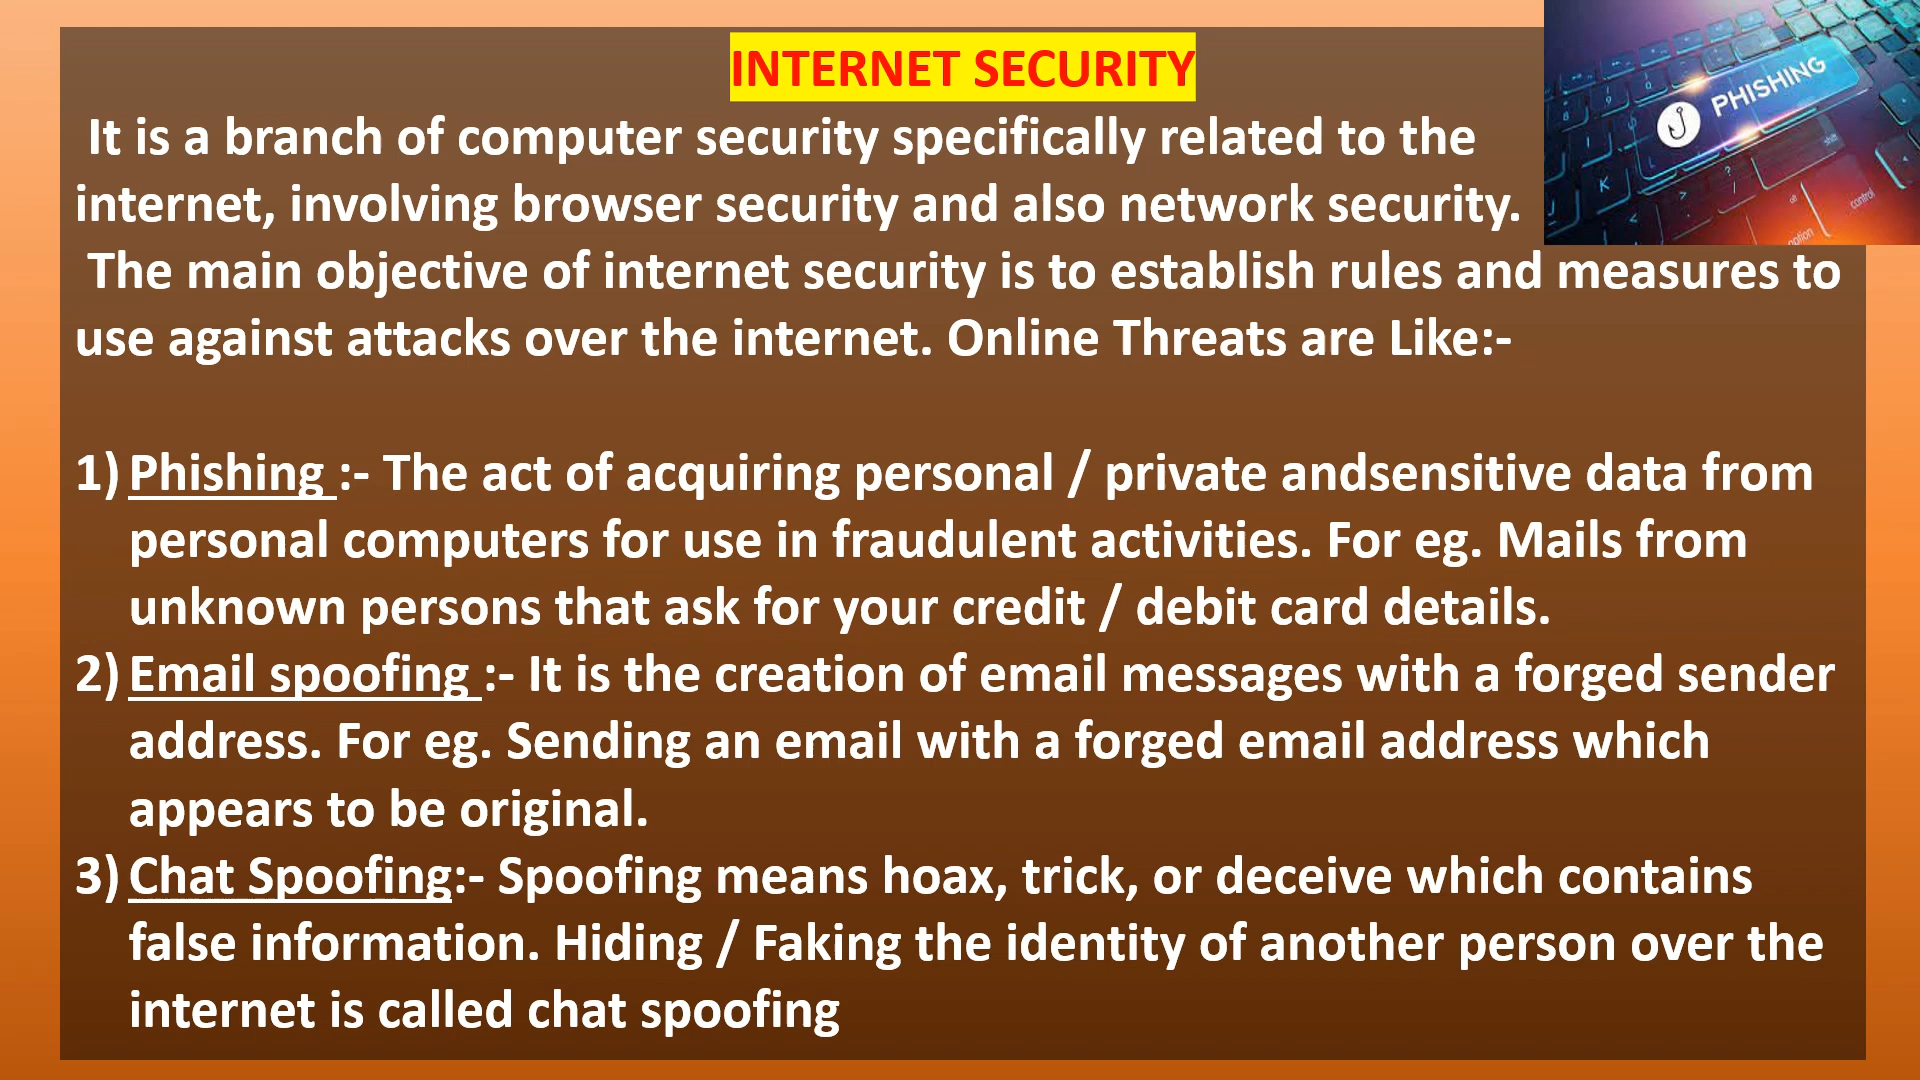 INTERNET SECURITY
It is a branch of computer security specifically related to the
internet, involving browser security and also network security.
The main objective of internet security is to establish rules and measures to
use against attacks over the internet. Online Threats are Like:-
1) Phishing :- The act of acquiring personal / private andsensitive data from
personal computers for use in fraudulent activities. For eg. Mails from
unknown persons that ask for your credit / debit card details.
2) Email spoofing :- It is the creation of email messages with a forged sender
address. For eg. Sending an email with a forged email address which
appears to be original.
3) Chat Spoofing:- Spoofing means hoax, trick, or deceive which contains
false information. Hiding / Faking the identity of another person over the
internet is called chat spoofing
PHISHING
K
shift
control
option